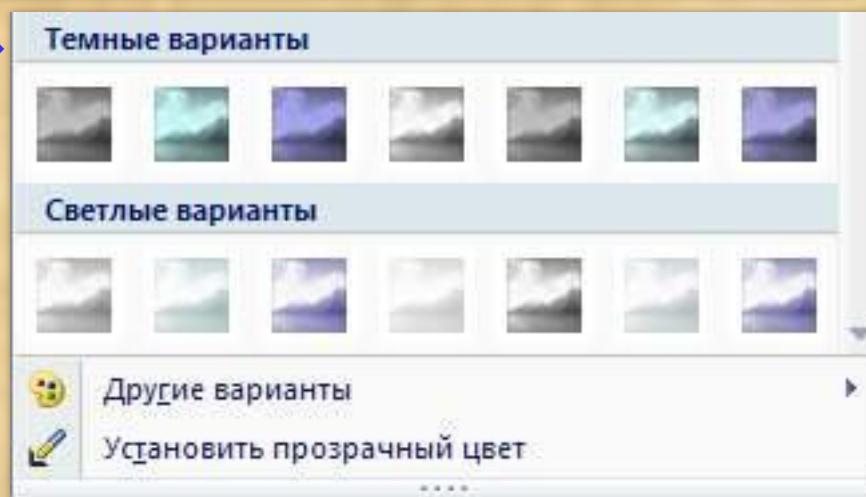 Темные варианты
Светлые варианты
Другие варианты
Установить прозрачный цвет